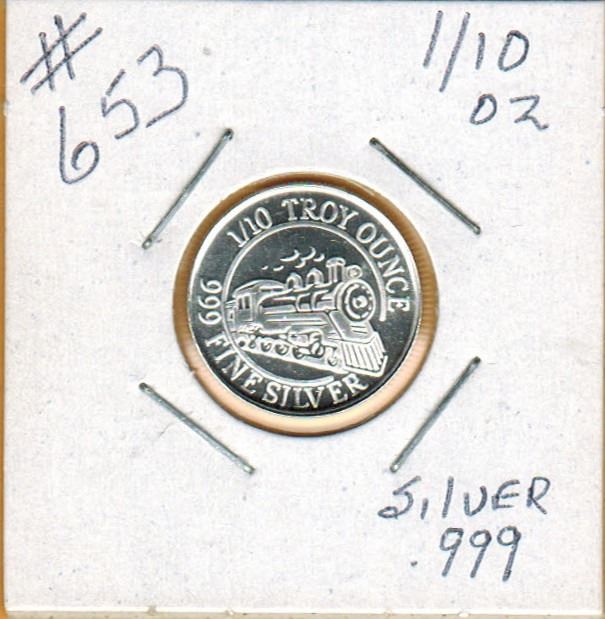 #
653
1/10
oz
1/10 TROY OUNCE
999 FINE SILVER
SILVER
.999